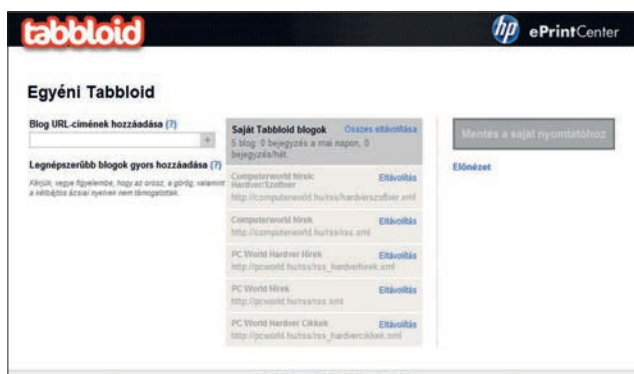 tabbloid
hp ePrintCenter
Egyéni Tabbloid
Blog URL-címének hozzáadása (?)
+
Legnépszerűbb blogok gyors hozzáadása (?)
Kérjük, vegye figyelembe, hogy az orosz, a görög, valamint
a kétbájtos ázsiai nyelvek nem támogatottak.
Saját Tabbloid blogok Összes eltávolítása
5 blog: 0 bejegyzés a mai napon, 0
bejegyzés/hét.
Computerworld hírek: Eltávolítás
Hardver/Szoftver
http://computerworld.hu/rss/hardverszoftver.xml
Computerworld hírek Eltávolítás
http://computerworld.hu/rss/rss.xml
PC World Hardver Hírek Eltávolítás
http://pcworld.hu/rss/rss_hardverhirek.xml
PC World Hírek Eltávolítás
http://pcworld.hu/rss/rss.xml
PC World Hardver Cikkek Eltávolítás
http://pcworld.hu/rss/rss_hardvercikkek.xml
Mentés a saját nyomtatóhoz
Előnézet